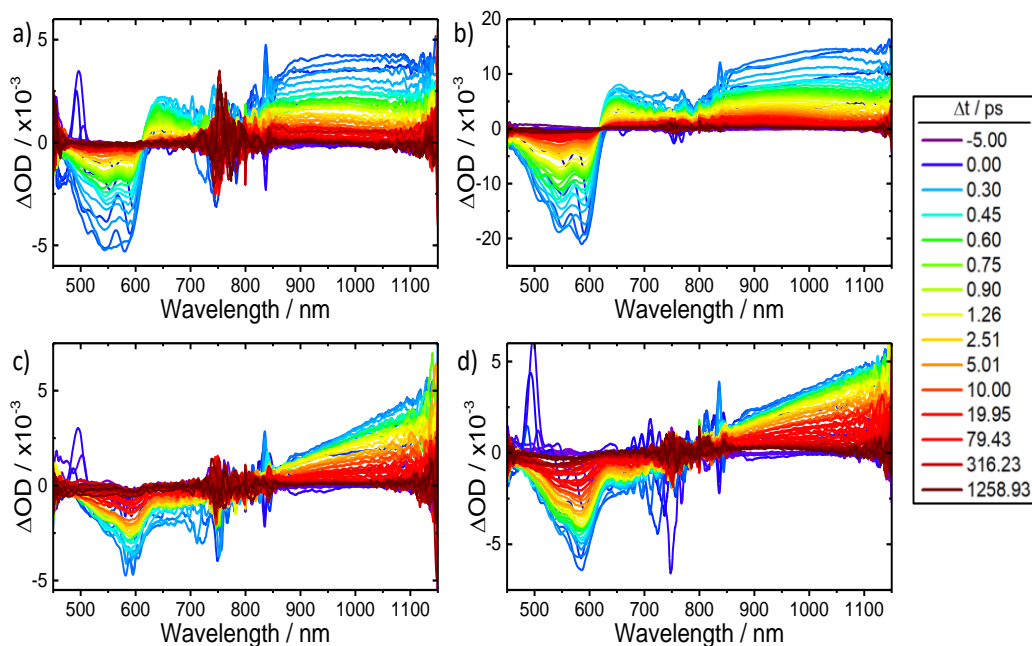 a)
5
0
-5
ΔOD / x10⁻³
500 600 700 800 900 1000 1100
Wavelength / nm
b)
20
10
0
-10
-20
ΔOD / x10⁻³
500 600 700 800 900 1000 1100
Wavelength / nm
c)
5
0
-5
ΔOD / x10⁻³
500 600 700 800 900 1000 1100
Wavelength / nm
d)
5
0
-5
ΔOD / x10⁻³
500 600 700 800 900 1000 1100
Wavelength / nm
Δt / ps
-5.00
0.00
0.30
0.45
0.60
0.75
0.90
1.26
2.51
5.01
10.00
19.95
79.43
316.23
1258.93